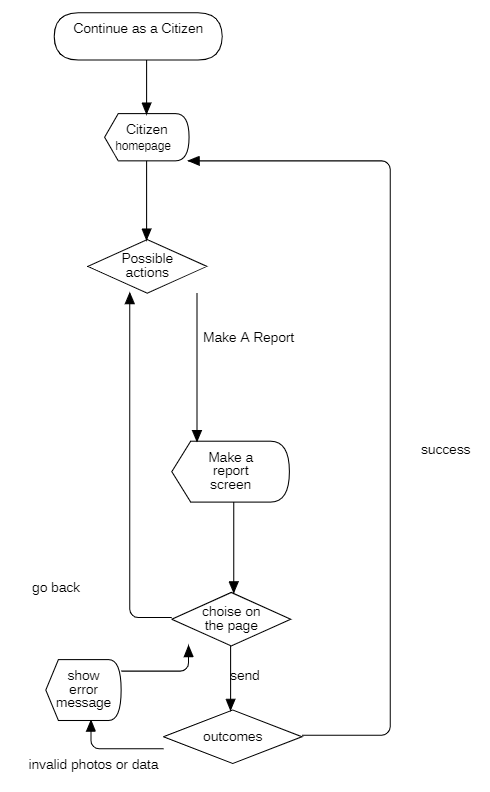 Continue as a Citizen
Citizen
homepage
Possible
actions
Make A Report
success
Make a
report
screen
go back
choise on
the page
send
show
error
message
outcomes
invalid photos or data